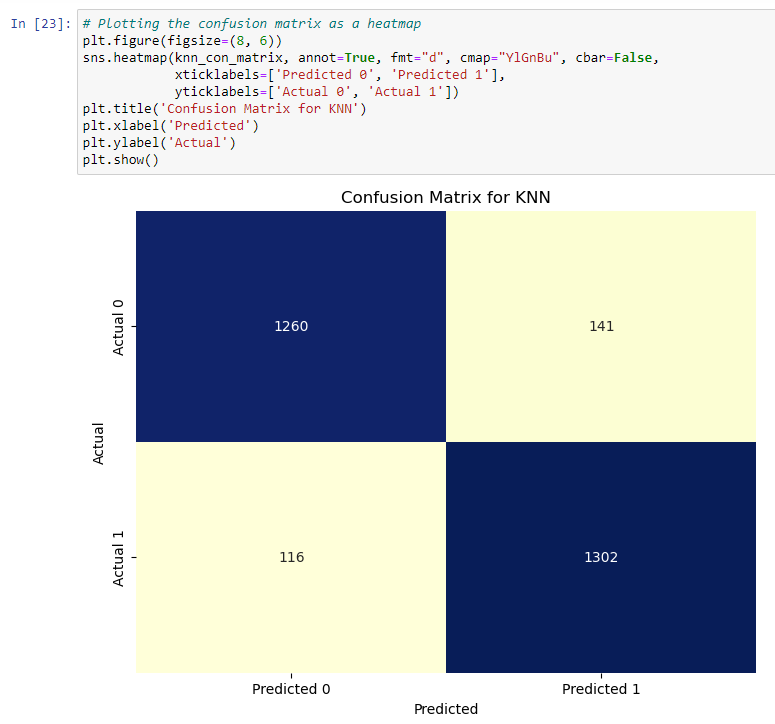 In [23]: # Plotting the confusion matrix as a heatmap
plt.figure(figsize=(8, 6))
sns.heatmap(knn_con_matrix, annot=True, fmt="d", cmap="YlGnBu", cbar=False,
            xticklabels=['Predicted 0', 'Predicted 1'],
            yticklabels=['Actual 0', 'Actual 1'])
plt.title('Confusion Matrix for KNN')
plt.xlabel('Predicted')
plt.ylabel('Actual')
plt.show()
Confusion Matrix for KNN
Actual 0
1260
141
Actual
Actual 1
116
1302
Predicted 0
Predicted 1
Predicted